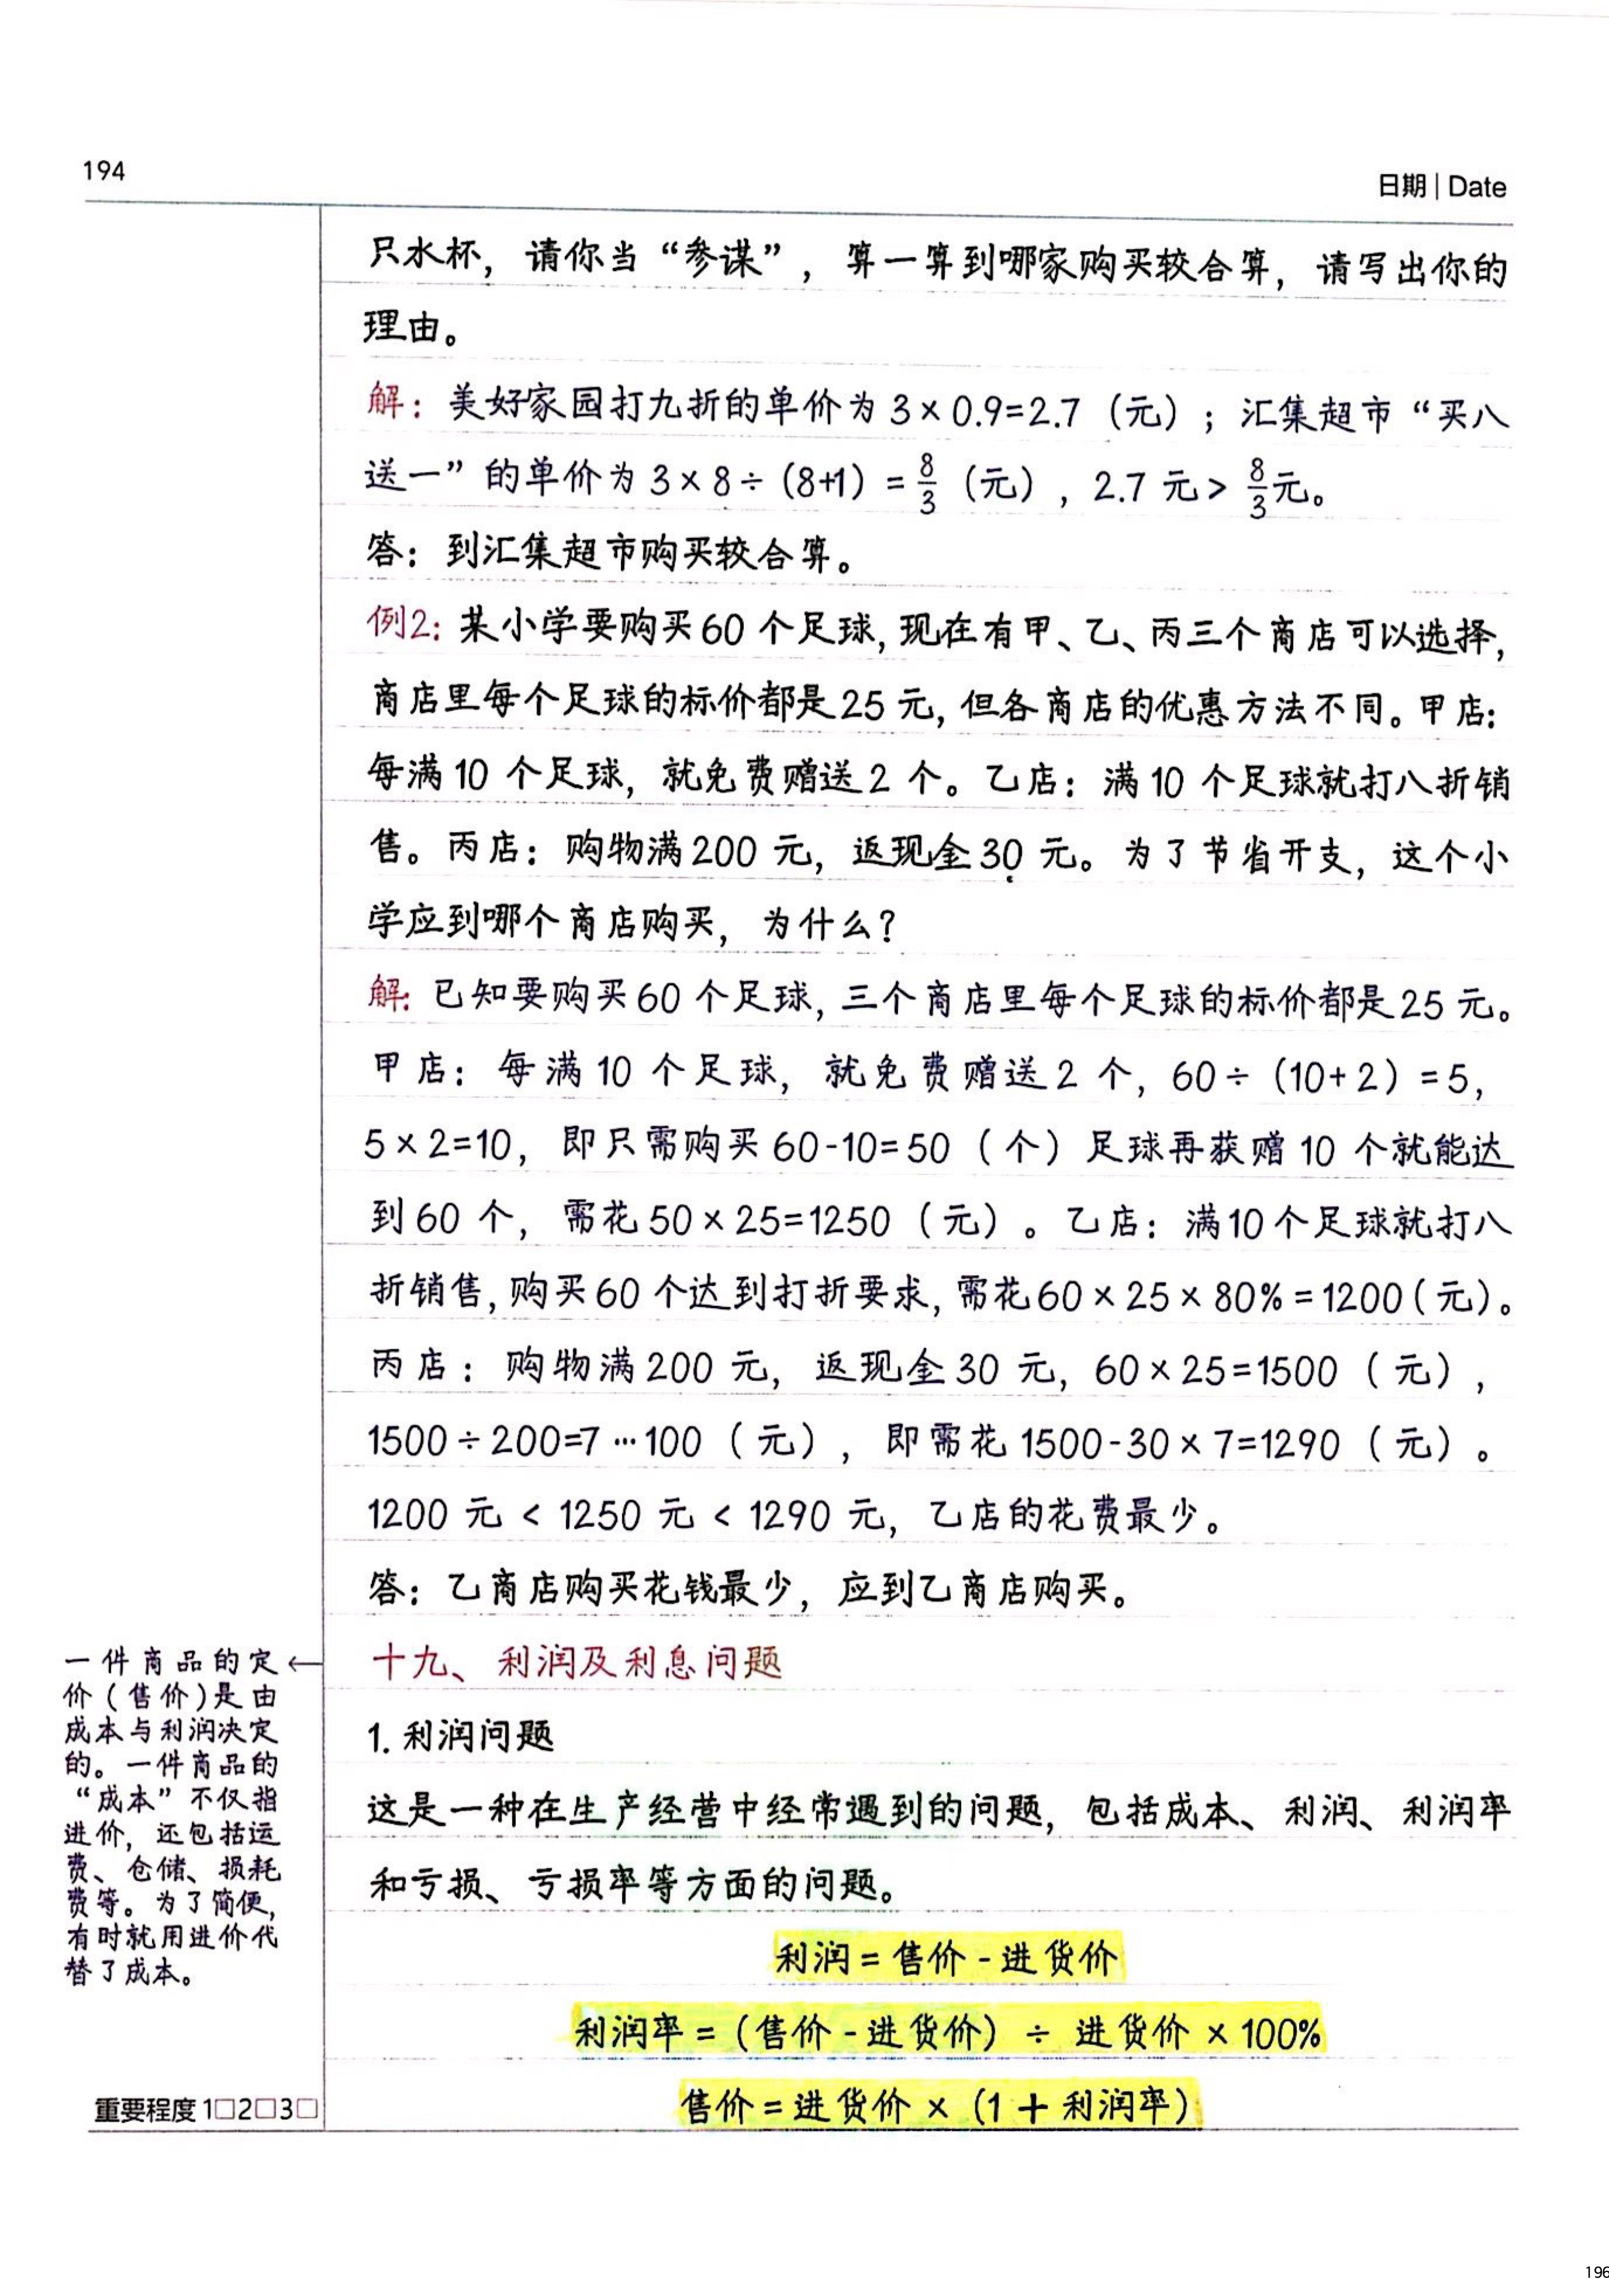 194
日期 | Date
只水杯，请你当“参谋”，算一算到哪家购买较合算，请写出你的
理由。
解：美好家园打九折的单价为3×0.9=2.7（元）；汇集超市“买八
送一”的单价为3×8÷（8+1）=8/3（元），2.7元>8/3元。
答：到汇集超市购买较合算。
例2：某小学要购买60个足球，现在有甲、乙、丙三个商店可以选择，
商店里每个足球的标价都是25元，但各商店的优惠方法不同。甲店：
每满10个足球，就免费赠送2个。乙店：满10个足球就打八折销
售。丙店：购物满200元，返现金30元。为了节省开支，这个小
学应到哪个商店购买，为什么？
解：已知要购买60个足球，三个商店里每个足球的标价都是25元。
甲店：每满10个足球，就免费赠送2个，60÷（10+2）=5，
5×2=10，即只需购买60-10=50（个）足球再获赠10个就能达
到60个，需花50×25=1250（元）。乙店：满10个足球就打八
折销售，购买60个达到打折要求，需花60×25×80%=1200（元）。
丙店：购物满200元，返现金30元，60×25=1500（元），
1500÷200=7…100（元），即需花1500-30×7=1290（元）。
1200元<1250元<1290元，乙店的花费最少。
答：乙商店购买花钱最少，应到乙商店购买。
十九、利润及利息问题
1.利润问题
这是一种在生产经营中经常遇到的问题，包括成本、利润、利润率
和亏损、亏损率等方面的问题。
利润=售价-进货价
利润率=（售价-进货价）÷进货价×100%
售价=进货价×（1+利润率）
一件商品的定←
价（售价）是由
成本与利润决定
的。一件商品的
“成本”不仅指
进价，还包括运
费、仓储、损耗
费等。为了简便，
有时就用进价代
替了成本。
重要程度1□2□3□
196